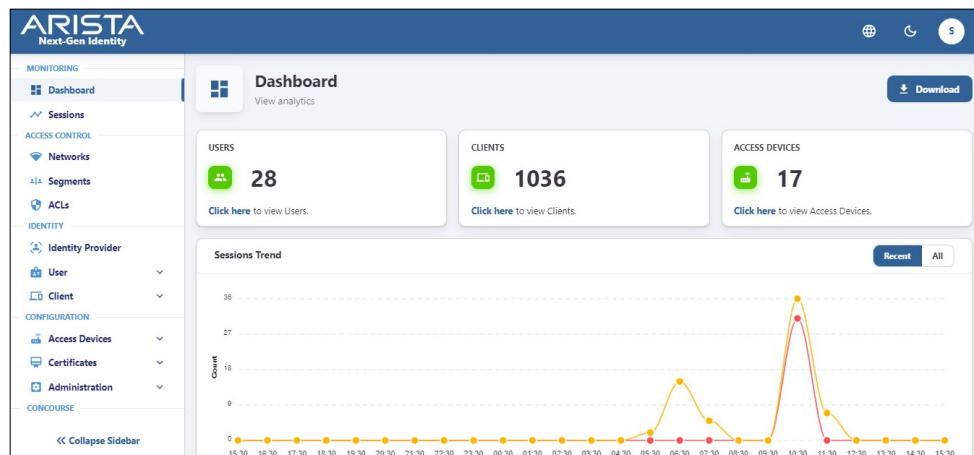 ARISTA
Next-Gen Identity
S
MONITORING
Dashboard
Sessions
ACCESS CONTROL
Networks
Segments
ACLs
IDENTITY
Identity Provider
User
Client
CONFIGURATION
Access Devices
Certificates
Administration
CONCOURSE
Collapse Sidebar
Dashboard
View analytics
Download
USERS
28
Click here to view Users.
CLIENTS
1036
Click here to view Clients.
ACCESS DEVICES
17
Click here to view Access Devices.
Sessions Trend
Recent All
Count
36
27
18
9
0
15:30 16:30 17:30 18:30 19:30 20:30 21:30 22:30 23:30 00:30 01:30 02:30 03:30 04:30 05:30 06:30 07:30 08:30 09:30 10:30 11:30 12:30 13:30 14:30 15:30